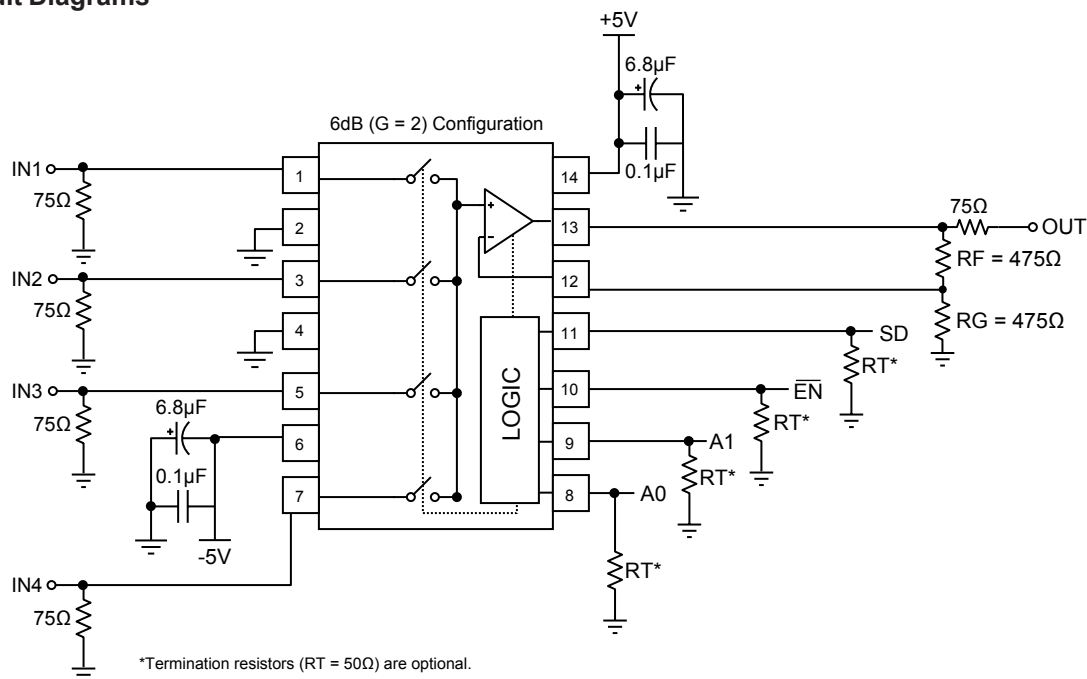 uit Diagrams
+5V
6.8µF
+
0.1µF
6dB (G = 2) Configuration
IN1
75Ω
IN2
75Ω
IN3
75Ω
6.8µF
+
0.1µF
-5V
IN4
75Ω
1
2
3
4
5
6
7
+
-
LOGIC
14
13
12
11
10
9
8
75Ω
OUT
RF = 475Ω
RG = 475Ω
SD
RT*
EN
RT*
A1
RT*
A0
RT*
*Termination resistors (RT = 50Ω) are optional.